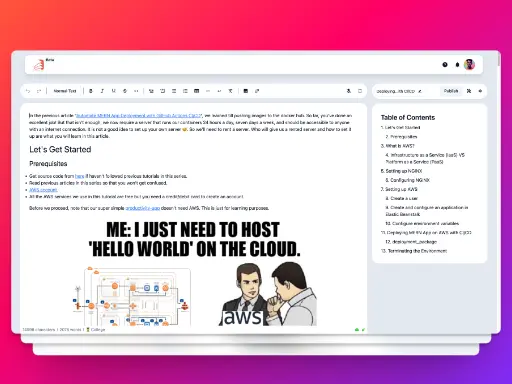 Beta
Normal Text
Deploying...ith CI/CD
Publish
In the previous article "Automate MERN App Deployment with GitHub Actions CI/CD", we learned till pushing images to the docker hub. So far, you've done an
excellent job! But that isn't enough; we now require a server that runs our containers 24 hours a day, seven days a week, and should be accessible to anyone
with an internet connection. It is not a good idea to set up your own server 😅. So we'll need to rent a server. Who will give us a rented server and how to set it
up are what you will learn in this article.
Let's Get Started
Prerequisites
Get source code from here if haven't followed previous tutorials in this series.
Read previous articles in this series so that you won't get confused.
AWS account.
All the AWS services we use in this tutorial are free but you need a credit/debit card to create an account.
Before we proceed, note that our super simple productivity-app doesn't need AWS. This is just for learning purposes.
ME: I JUST NEED TO HOST
'HELLO WORLD' ON THE CLOUD.
aws
Table of Contents
1. Let's Get Started
2. Prerequisites
3. What is AWS?
4. Infrastructure as a Service (IaaS) VS
Platform as a Service (PaaS)
5. Setting up NGINX
6. Configuring NGINX
7. Setting up AWS
8. Create a user
9. Create and configure an application in
Elastic Beanstalk
10. Configure environment variables
11. Deploying MERN App on AWS with CI/CD
12. deployment_package
13. Terminating the Environment
College